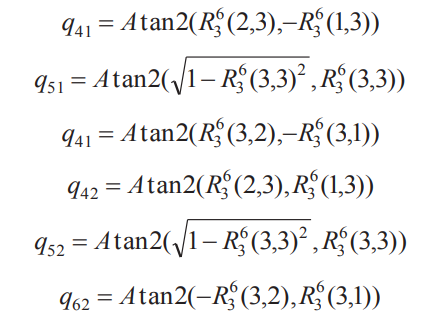 q₄₁ = Atan2(R₃⁶(2,3),−R₃⁶(1,3))
q₅₁ = Atan2(√(1 − R₃⁶(3,3)²), R₃⁶(3,3))
q₄₁ = Atan2(R₃⁶(3,2),−R₃⁶(3,1))
q₄₂ = Atan2(R₃⁶(2,3), R₃⁶(1,3))
q₅₂ = Atan2(√(1 − R₃⁶(3,3)²), R₃⁶(3,3))
q₆₂ = Atan2(−R₃⁶(3,2), R₃⁶(3,1))